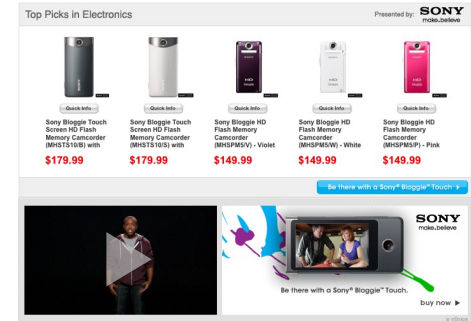 Top Picks in Electronics
Presented by: SONY
make.believe
Quick Info Quick Info Quick Info Quick Info Quick Info
Sony Bloggie Touch
Screen HD Flash
Memory Camcorder
(MHSTS10/B) with
$179.99
Sony Bloggie Touch
Screen HD Flash
Memory Camcorder
(MHSTS10/S) with
$179.99
Sony Bloggie HD
Flash Memory
Camcorder
(MHSPM5/V) - Violet
$149.99
Sony Bloggie HD
Flash Memory
Camcorder
(MHSPM5/W) - White
$149.99
Sony Bloggie HD
Flash Memory
Camcorder
(MHSPM5/P) - Pink
$149.99
Be there with a Sony® Bloggie™ Touch
SONY
make.believe
Be there with a Sony® Bloggie™ Touch.
buy now